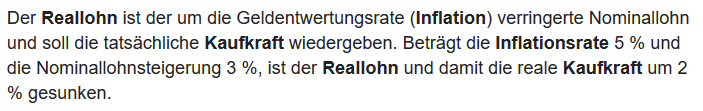 Der Reallohn ist der um die Geldentwertungsrate (Inflation) verringerte Nominallohn
und soll die tatsächliche Kaufkraft wiedergeben. Beträgt die Inflationsrate 5 % und
die Nominallohnsteigerung 3 %, ist der Reallohn und damit die reale Kaufkraft um 2
% gesunken.